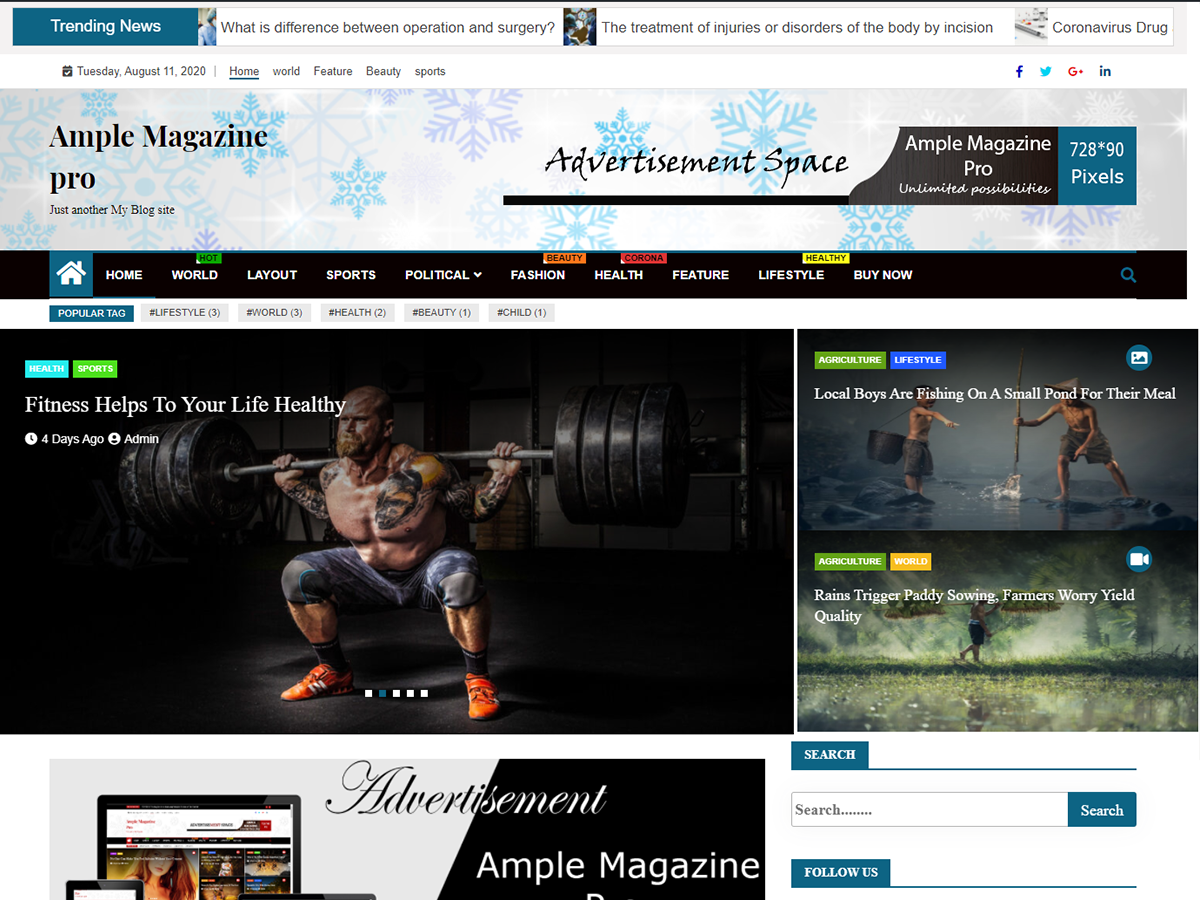 Trending News
What is difference between operation and surgery?
The treatment of injuries or disorders of the body by incision
Coronavirus Drug
Tuesday, August 11, 2020 |
Home
world
Feature
Beauty
sports
Ample Magazine
pro
Just another My Blog site
Advertisement Space
Ample Magazine
Pro
Unlimited possibilities
728*90
Pixels
HOT
BEAUTY
CORONA
HEALTHY
HOME
WORLD
LAYOUT
SPORTS
POLITICAL
FASHION
HEALTH
FEATURE
LIFESTYLE
BUY NOW
POPULAR TAG
#LIFESTYLE (3)
#WORLD (3)
#HEALTH (2)
#BEAUTY (1)
#CHILD (1)
HEALTH
SPORTS
Fitness Helps To Your Life Healthy
4 Days Ago Admin
AGRICULTURE
LIFESTYLE
Local Boys Are Fishing On A Small Pond For Their Meal
AGRICULTURE
WORLD
Rains Trigger Paddy Sowing, Farmers Worry Yield
Quality
SEARCH
Search........
Search
FOLLOW US
Advertisement
Ample Magazine